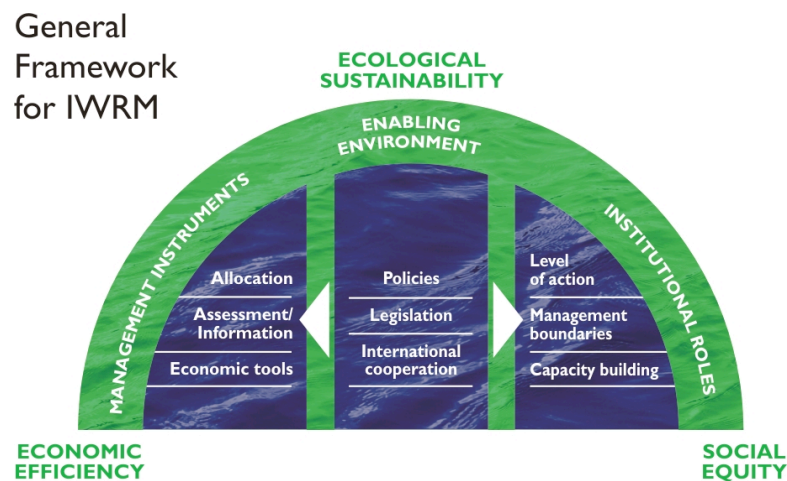 General
Framework
for IWRM
ECOLOGICAL
SUSTAINABILITY
ENABLING
ENVIRONMENT
MANAGEMENT INSTRUMENTS
INSTITUTIONAL ROLES
Allocation
Assessment/
Information
Economic tools
Policies
Legislation
International
cooperation
Level
of action
Management
boundaries
Capacity building
ECONOMIC
EFFICIENCY
SOCIAL
EQUITY